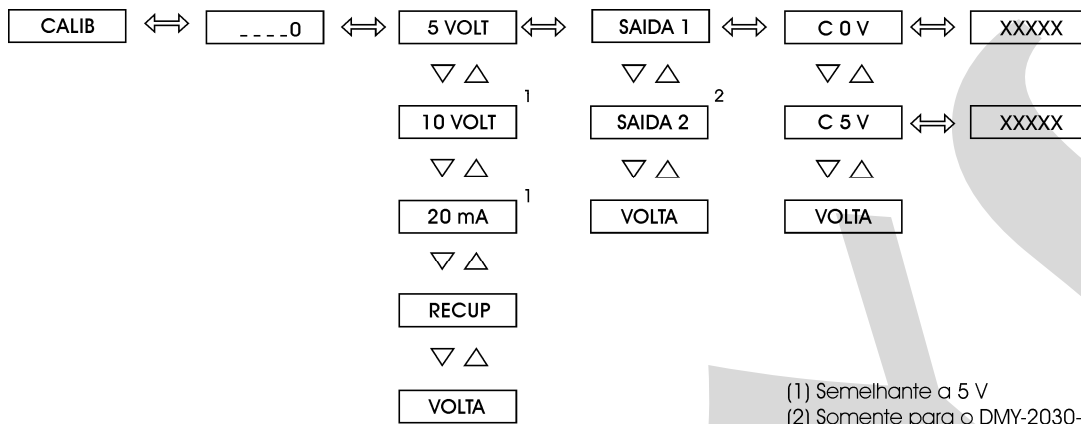 CALIB ____0 5 VOLT SAIDA 1 C 0 V XXXXX
10 VOLT 1 SAIDA 2 2 C 5 V XXXXX
20 mA 1 VOLTA VOLTA
RECUP
VOLTA
(1) Semelhante a 5 V
(2) Somente para o DMY-2030-